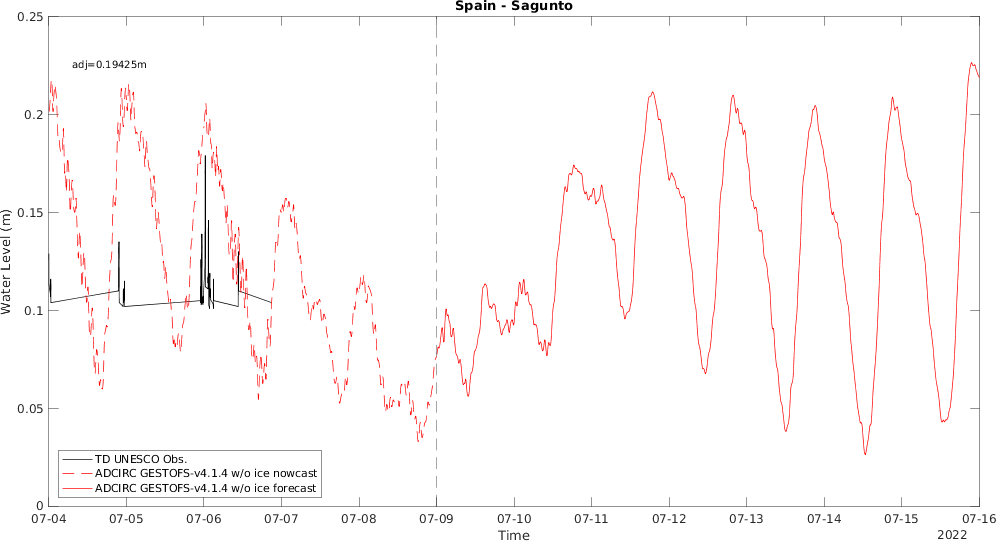 Spain - Sagunto
adj=0.19425m
0.25
0.2
0.15
0.1
0.05
0
Water Level (m)
TD UNESCO Obs.
ADCIRC GESTOFS-v4.1.4 w/o ice nowcast
ADCIRC GESTOFS-v4.1.4 w/o ice forecast
07-04 07-05 07-06 07-07 07-08 07-09 07-10 07-11 07-12 07-13 07-14 07-15 07-16
Time
2022